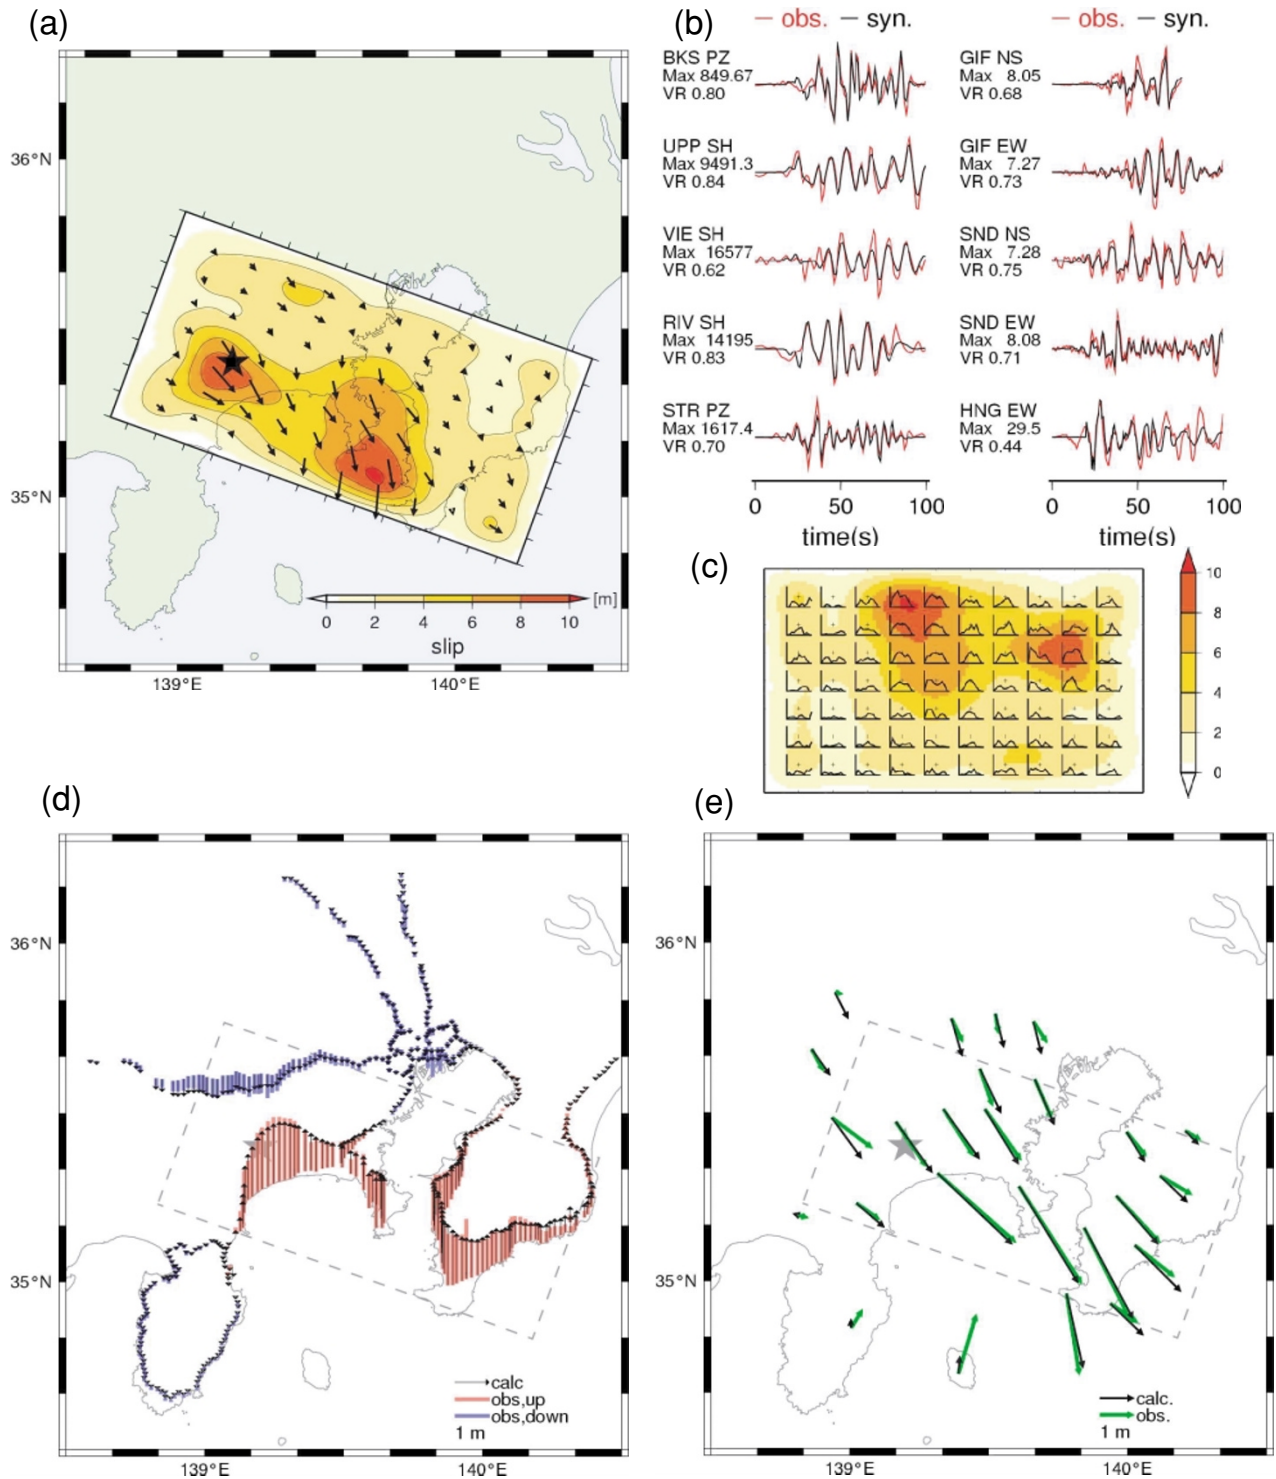 (a)
36°N
35°N
0 2 4 6 8 10 [m]
slip
139°E 140°E
(b)
obs. syn. obs. syn.
BKS PZ
Max 849.67
VR 0.80
UPP SH
Max 9491.3
VR 0.84
VIE SH
Max 16577
VR 0.62
RIV SH
Max 14195
VR 0.83
STR PZ
Max 1617.4
VR 0.70
0 50 100
time(s)
GIF NS
Max 8.05
VR 0.68
GIF EW
Max 7.27
VR 0.73
SND NS
Max 7.28
VR 0.75
SND EW
Max 8.08
VR 0.71
HNG EW
Max 29.5
VR 0.44
0 50 100
time(s)
(c)
10
8
6
4
2
0
(d)
36°N
35°N
calc
obs,up
obs,down
1 m
139°E 140°E
(e)
36°N
35°N
calc.
obs.
1 m
139°E 140°E